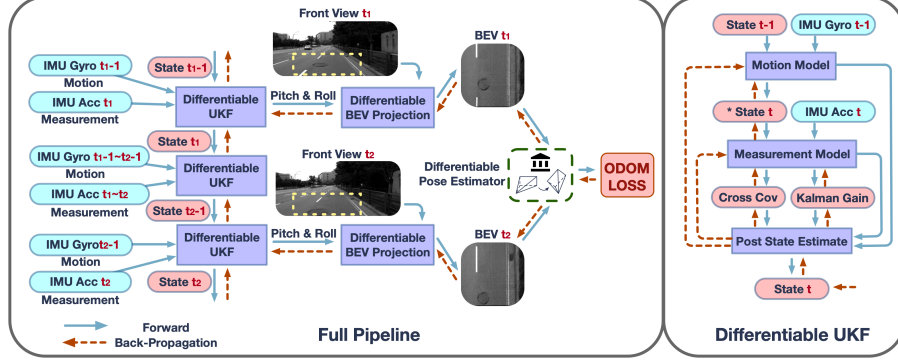 Front View t1
BEV t1
IMU Gyro t1-1
Motion
IMU Acc t1
Measurement
State t1-1
Differentiable
UKF
Pitch & Roll
Differentiable
BEV Projection
State t1
IMU Gyro t1-1~t2-1
Motion
IMU Acc t1~t2
Measurement
Differentiable
UKF
Front View t2
Differentiable
Pose Estimator
ODOM
LOSS
State t2-1
IMU Gyrot2-1
Motion
IMU Acc t2
Measurement
Differentiable
UKF
Pitch & Roll
Differentiable
BEV Projection
BEV t2
State t2
Forward
Back-Propagation
Full Pipeline
State t-1
IMU Gyro t-1
Motion Model
* State t
IMU Acc t
Measurement Model
Cross Cov
Kalman Gain
Post State Estimate
State t
Differentiable UKF